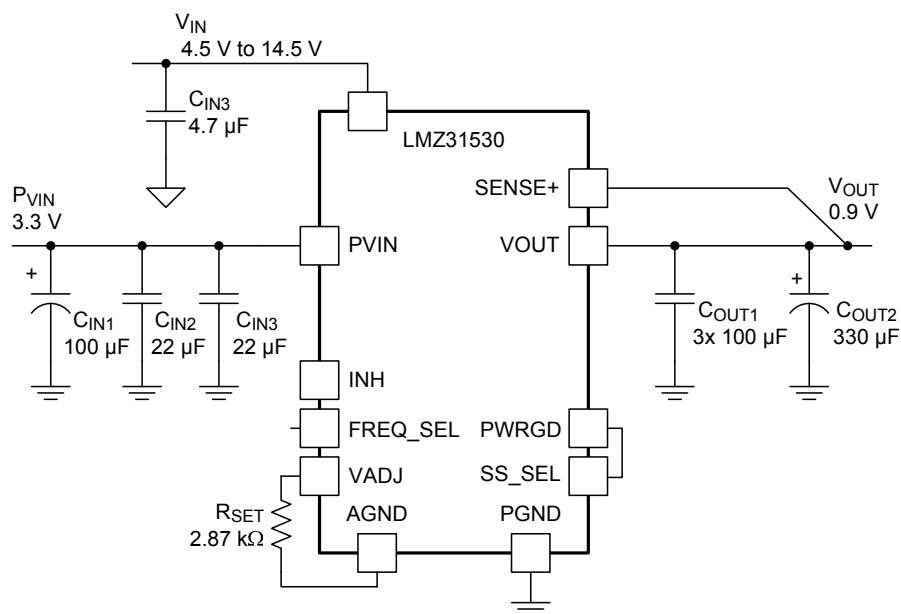 VIN
4.5 V to 14.5 V
CIN3
4.7 µF
LMZ31530
SENSE+
VOUT
0.9 V
PVIN
3.3 V
PVIN
VOUT
+
CIN1
100 µF
CIN2
22 µF
CIN3
22 µF
COUT1
3x 100 µF
+
COUT2
330 µF
INH
FREQ_SEL
PWRGD
VADJ
SS_SEL
RSET
2.87 kΩ
AGND
PGND